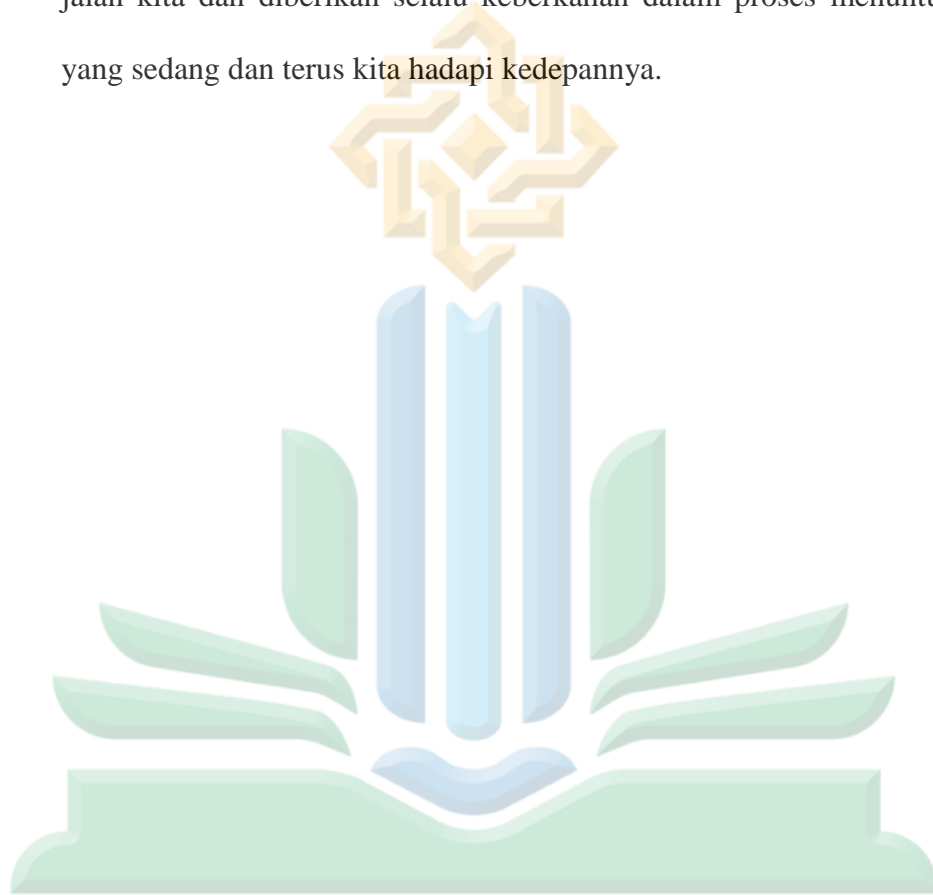 jalan kita dan diberikan selalu keberkahan dalam proses
yang sedang dan terus kita hadapi kedepannya.